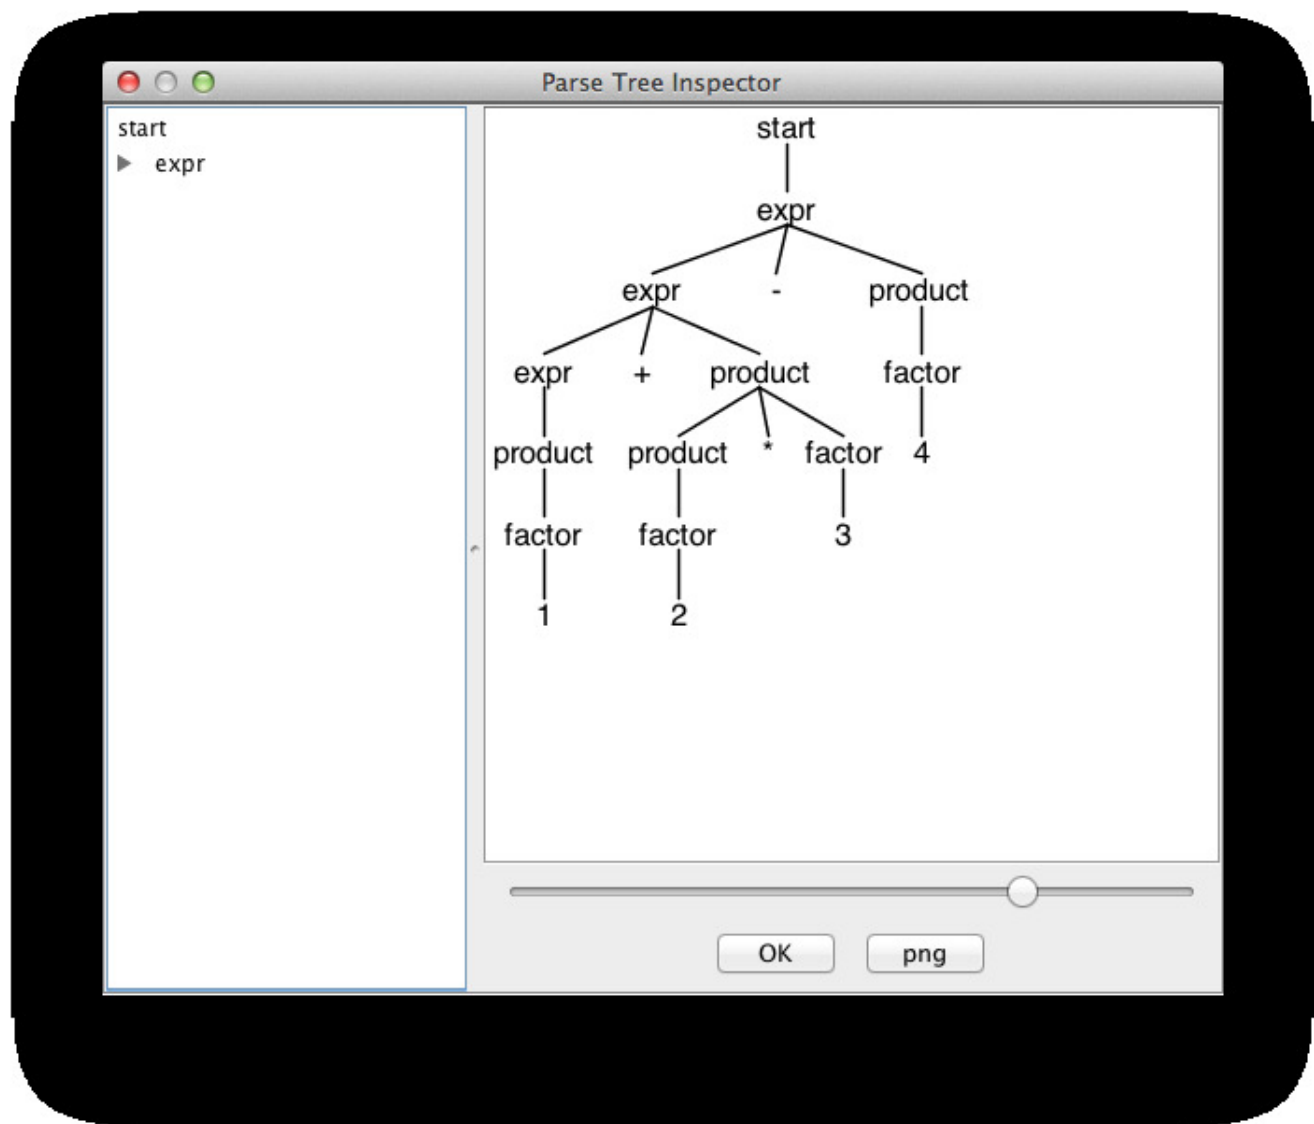 Parse Tree Inspector
start
expr
start
expr
expr - product
expr + product factor
product product * factor 4
factor factor 3
1 2
OK png